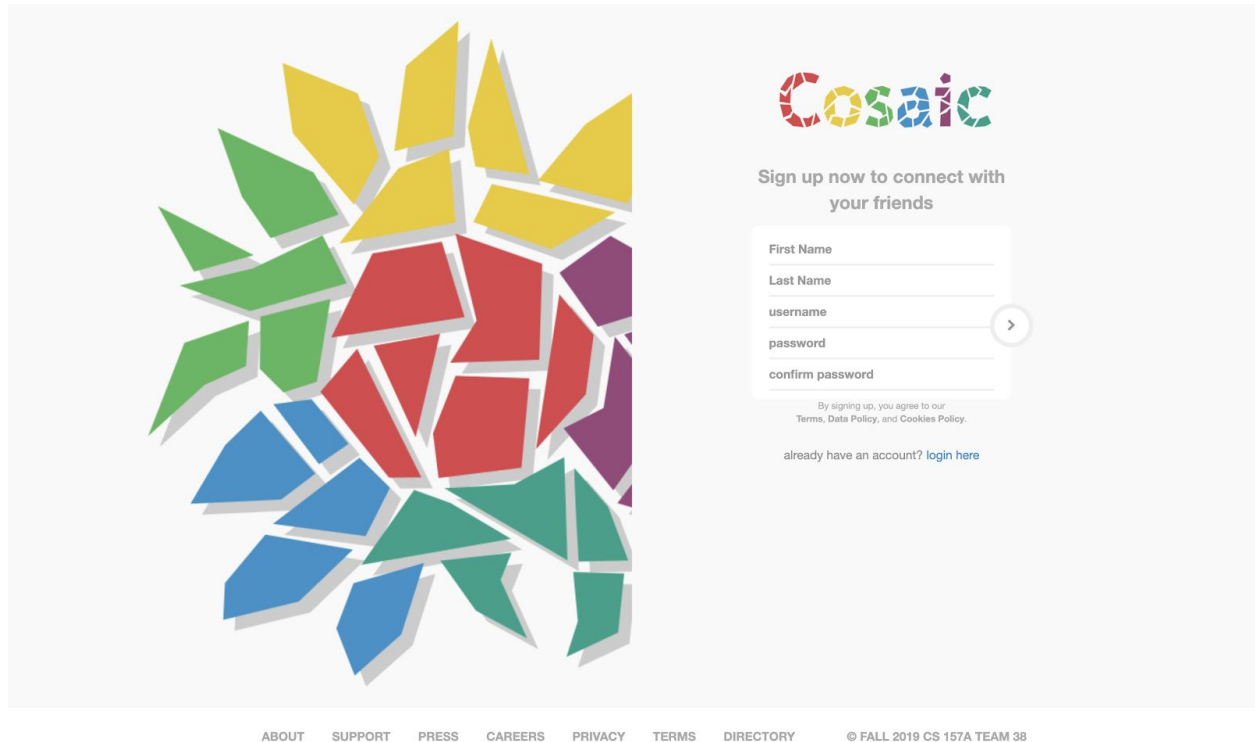 Cosaic
Sign up now to connect with
your friends
First Name
Last Name
username
password
confirm password
By signing up, you agree to our
Terms, Data Policy, and Cookies Policy.
already have an account? login here
ABOUT SUPPORT PRESS CAREERS PRIVACY TERMS DIRECTORY © FALL 2019 CS 157A TEAM 38